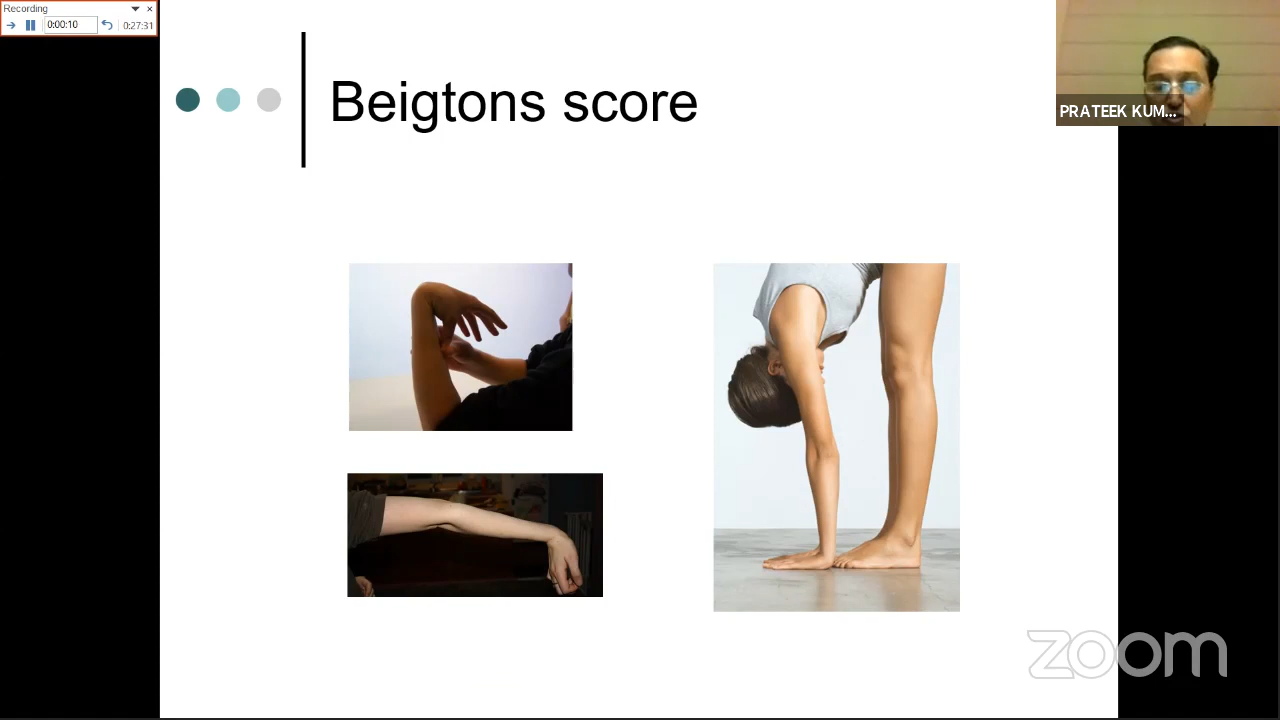 Recording
0:00:10
0:27:31
Beigtons score
PRATEEK KUM...
zoom